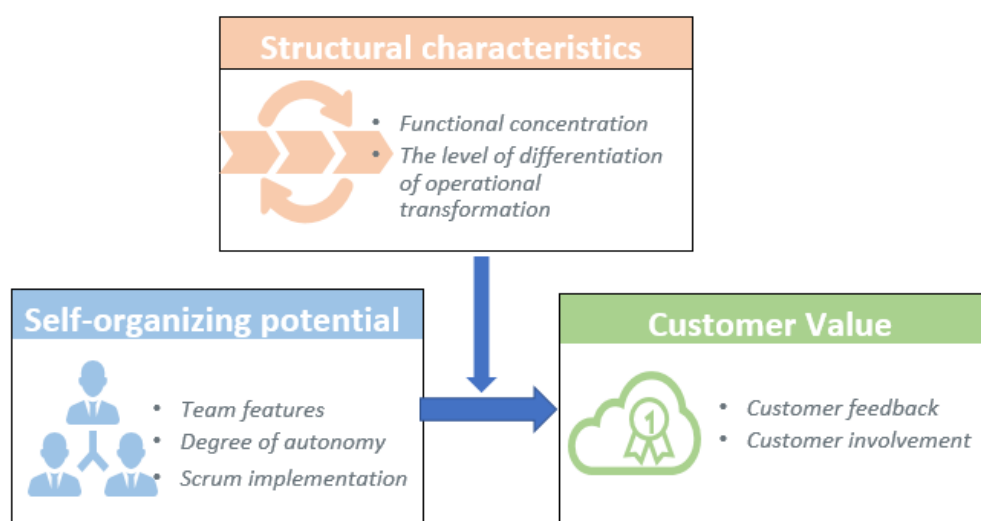 Structural characteristics
• Functional concentration
• The level of differentiation
of operational
transformation
Self-organizing potential
• Team features
• Degree of autonomy
• Scrum implementation
Customer Value
1
• Customer feedback
• Customer involvement